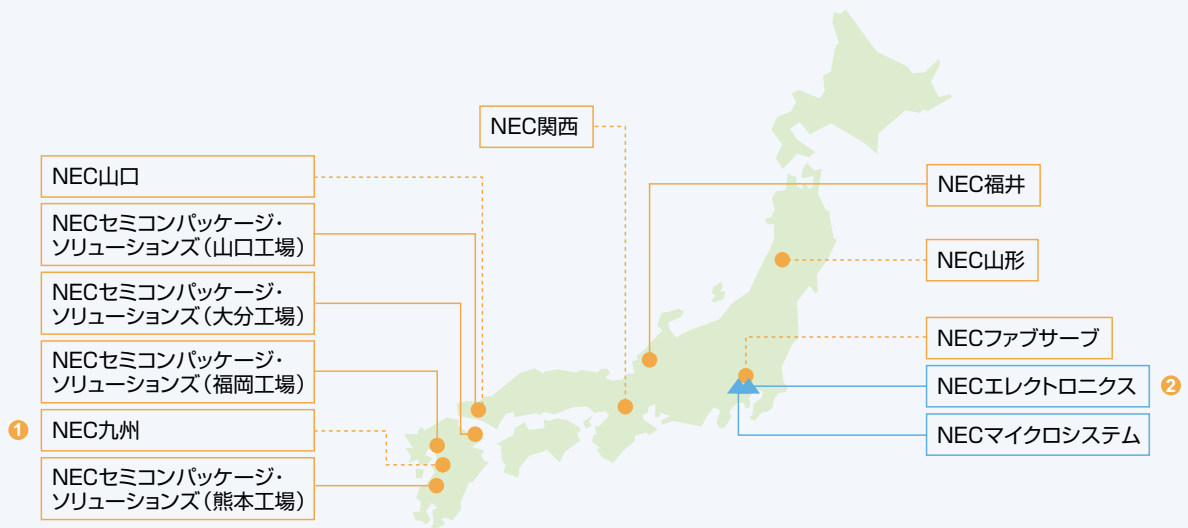 NEC関西
NEC山口
NECセミコンパッケージ・
ソリューションズ（山口工場）
NECセミコンパッケージ・
ソリューションズ（大分工場）
NECセミコンパッケージ・
ソリューションズ（福岡工場）
1 NEC九州
NECセミコンパッケージ・
ソリューションズ（熊本工場）
NEC福井
NEC山形
NECファブサーブ
NECエレクトロニクス 2
NECマイクロシステム